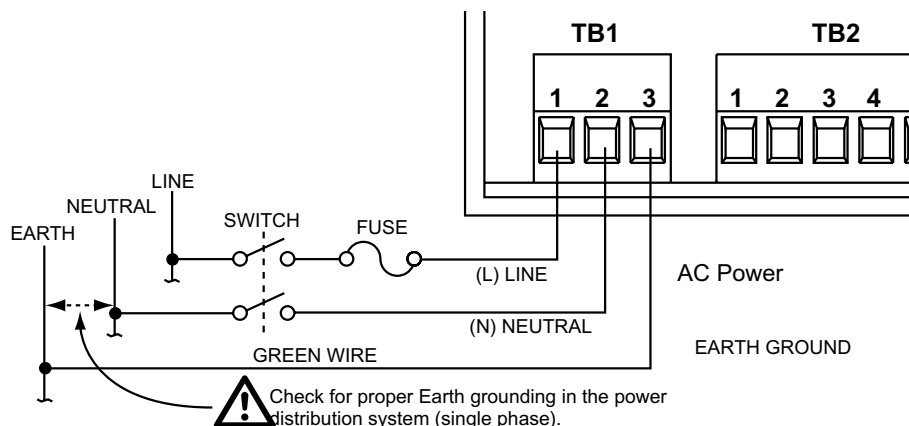 TB1 TB2
1 2 3 1 2 3 4
LINE
NEUTRAL
EARTH
SWITCH FUSE
(L) LINE
AC Power
(N) NEUTRAL
EARTH GROUND
GREEN WIRE
Check for proper Earth grounding in the power
distribution system (single phase).